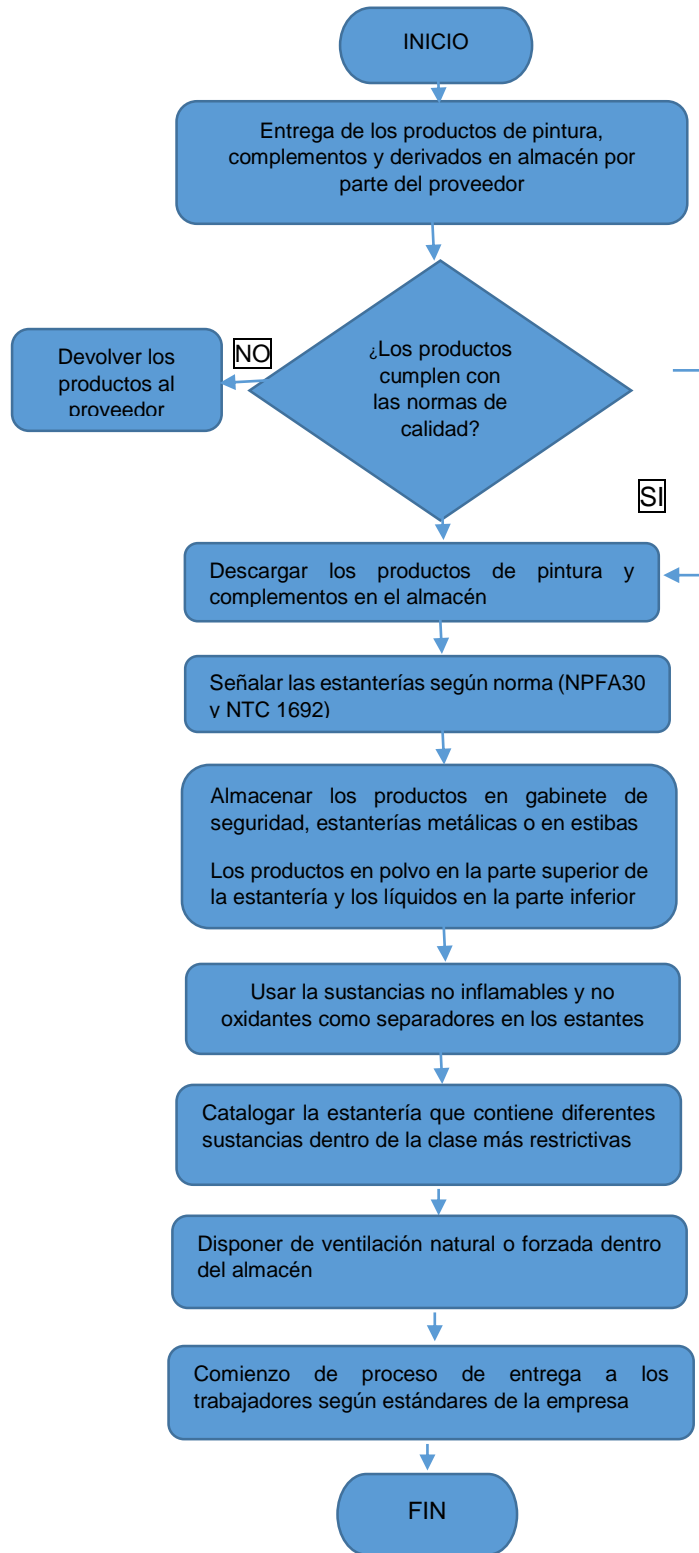 INICIO
Entrega de los productos de pintura,
complementos y derivados en almacén por
parte del proveedor
NO
Devolver los
productos al
proveedor
¿Los productos
cumplen con
las normas de
calidad?
SI
Descargar los productos de pintura y
complementos en el almacén
Señalar las estanterías según norma (NPFA30
y NTC 1692)
Almacenar los productos en gabinete de
seguridad, estanterías metálicas o en estibas
Los productos en polvo en la parte superior de
la estantería y los líquidos en la parte inferior
Usar la sustancias no inflamables y no
oxidantes como separadores en los estantes
Catalogar la estantería que contiene diferentes
sustancias dentro de la clase más restrictivas
Disponer de ventilación natural o forzada dentro
del almacén
Comienzo de proceso de entrega a los
trabajadores según estándares de la empresa
FIN